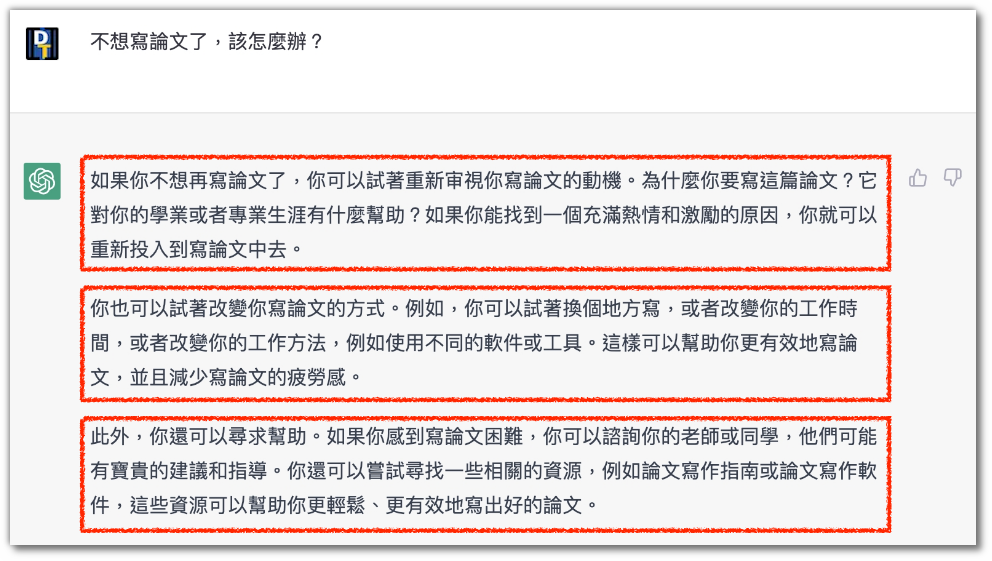 DT
不想寫論文了，該怎麼辦？
如果你不想再寫論文了，你可以試著重新审視你寫論文的動機。為什麼你要寫這篇論文？它
對你的學業或者專業生涯有什麼幫助？如果你能找到一個充滿熱情和激勵的原因，你就可以
重新投入到寫論文中去。
你也可以試著改變你寫論文的方式。例如，你可以試著換個地方寫，或者改變你的工作時
間，或者改變你的工作方法，例如使用不同的軟件或工具。這樣可以幫助你更有效地寫論
文，並且減少寫論文的疲勞感。
此外，你還可以尋求幫助。如果你感到寫論文困難，你可以諮詢你的老師或同學，他們可能
有寶貴的建議和指導。你還可以嘗試尋找一些相關的資源，例如論文寫作指南或論文寫作軟
件，這些資源可以幫助你更輕鬆、更有效地寫出好的論文。